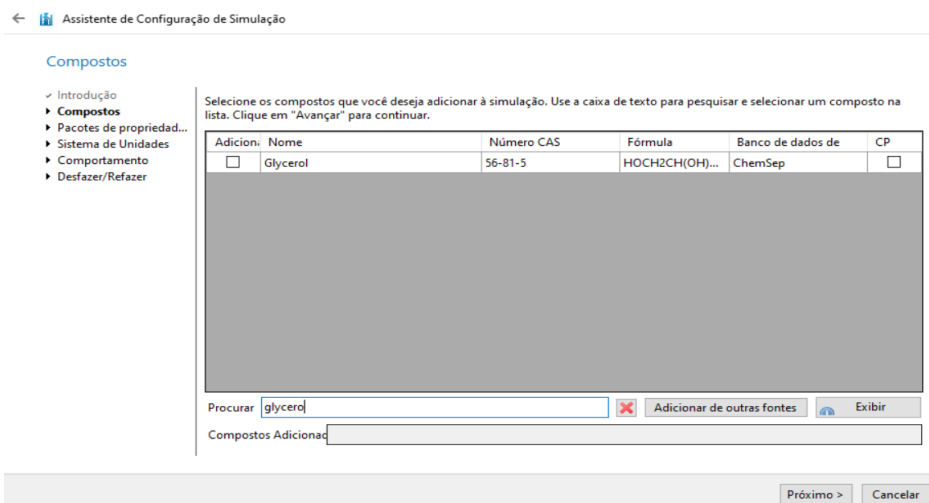 Assistente de Configuração de Simulação
Compostos
Introdução
Compostos
Pacotes de propriedad...
Sistema de Unidades
Comportamento
Desfazer/Refazer
Selecione os compostos que você deseja adicionar à simulação. Use a caixa de texto para pesquisar e selecionar um composto na
lista. Clique em "Avançar" para continuar.
Adiciona Nome Número CAS Fórmula Banco de dados de CP
Glycerol 56-81-5 HOCH2CH(OH)... ChemSep
Procurar glycero Adicionar de outras fontes Exibir
Compostos Adicionad
Próximo > Cancelar